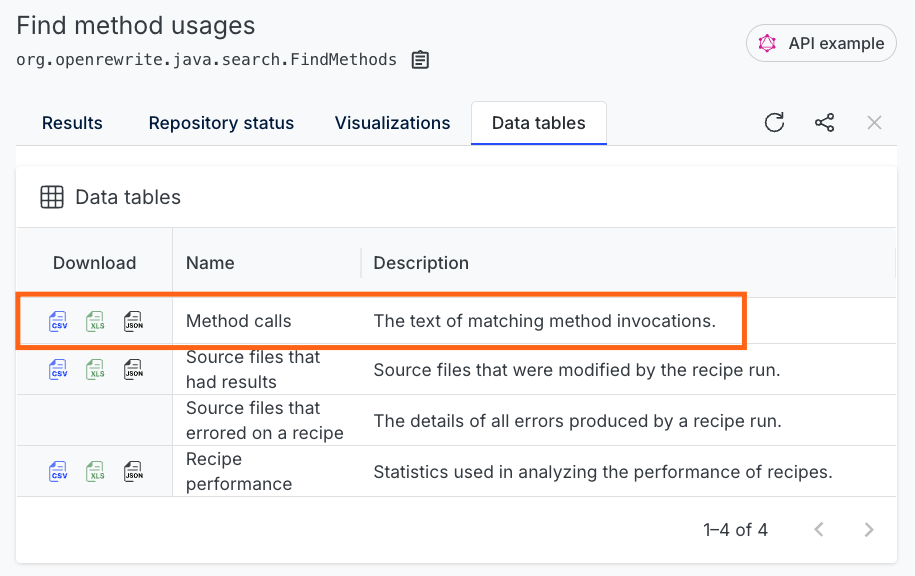 Find method usages
org.openrewrite.java.search.FindMethods
API example
Results Repository status Visualizations Data tables
Data tables
Download Name Description
CSV XLS JSON Method calls The text of matching method invocations.
Source files that
CSV XLS JSON had results Source files that were modified by the recipe run.
Source files that
errored on a recipe The details of all errors produced by a recipe run.
Recipe
CSV XLS JSON performance Statistics used in analyzing the performance of recipes.
1–4 of 4